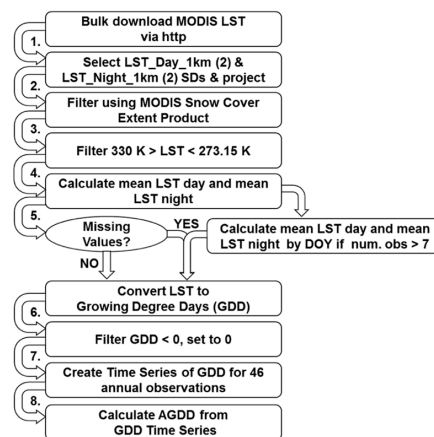 Bulk download MODIS LST
via http
1.
Select LST_Day_1km (2) &
LST_Night_1km (2) SDs & project
2.
Filter using MODIS Snow Cover
Extent Product
3.
Filter 330 K > LST < 273.15 K
4.
Calculate mean LST day and mean
LST night
5.
Missing
Values?
YES
Calculate mean LST day and mean
LST night by DOY if num. obs > 7
NO
Convert LST to
Growing Degree Days (GDD)
6.
Filter GDD < 0, set to 0
7.
Create Time Series of GDD for 46
annual observations
8.
Calculate AGDD from
GDD Time Series